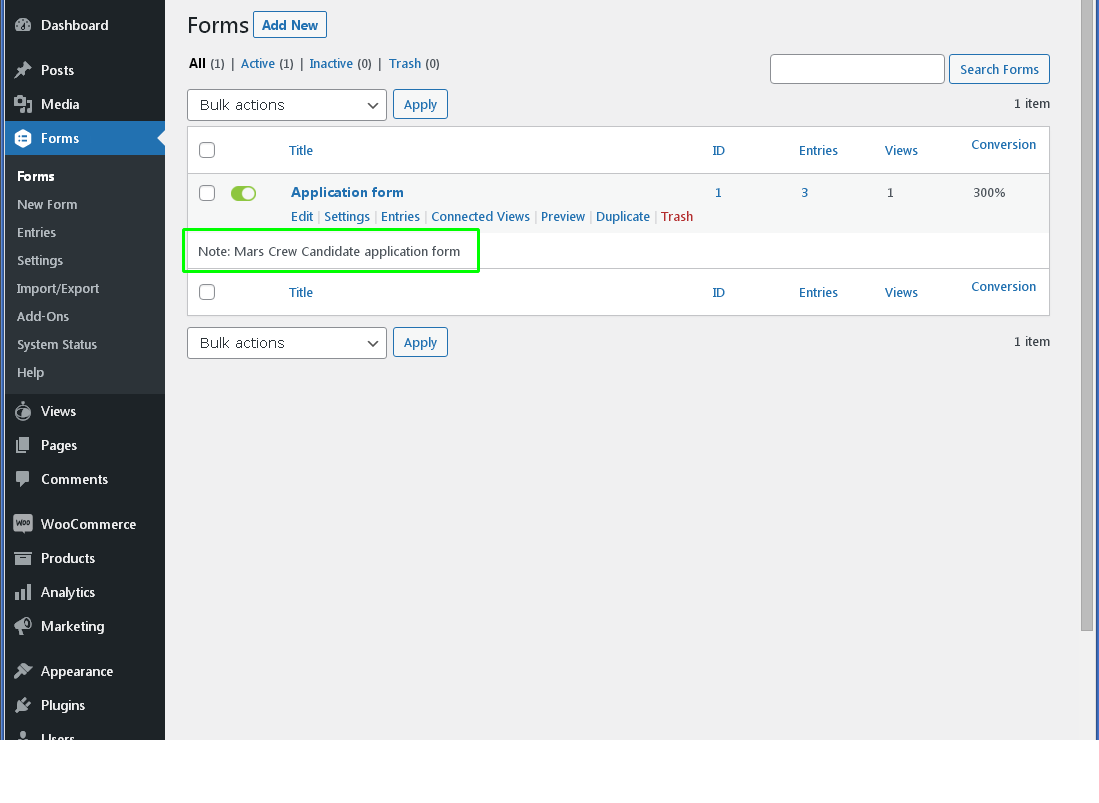 Dashboard
Posts
Media
Forms
Forms
New Form
Entries
Settings
Import/Export
Add-Ons
System Status
Help
Views
Pages
Comments
WooCommerce
Products
Analytics
Marketing
Appearance
Plugins
Users
Forms Add New
All (1) | Active (1) | Inactive (0) | Trash (0)
Search Forms
Bulk actions Apply
1 item
Title ID Entries Views Conversion
Application form 1 3 1 300%
Edit | Settings | Entries | Connected Views | Preview | Duplicate | Trash
Note: Mars Crew Candidate application form
Title ID Entries Views Conversion
Bulk actions Apply
1 item